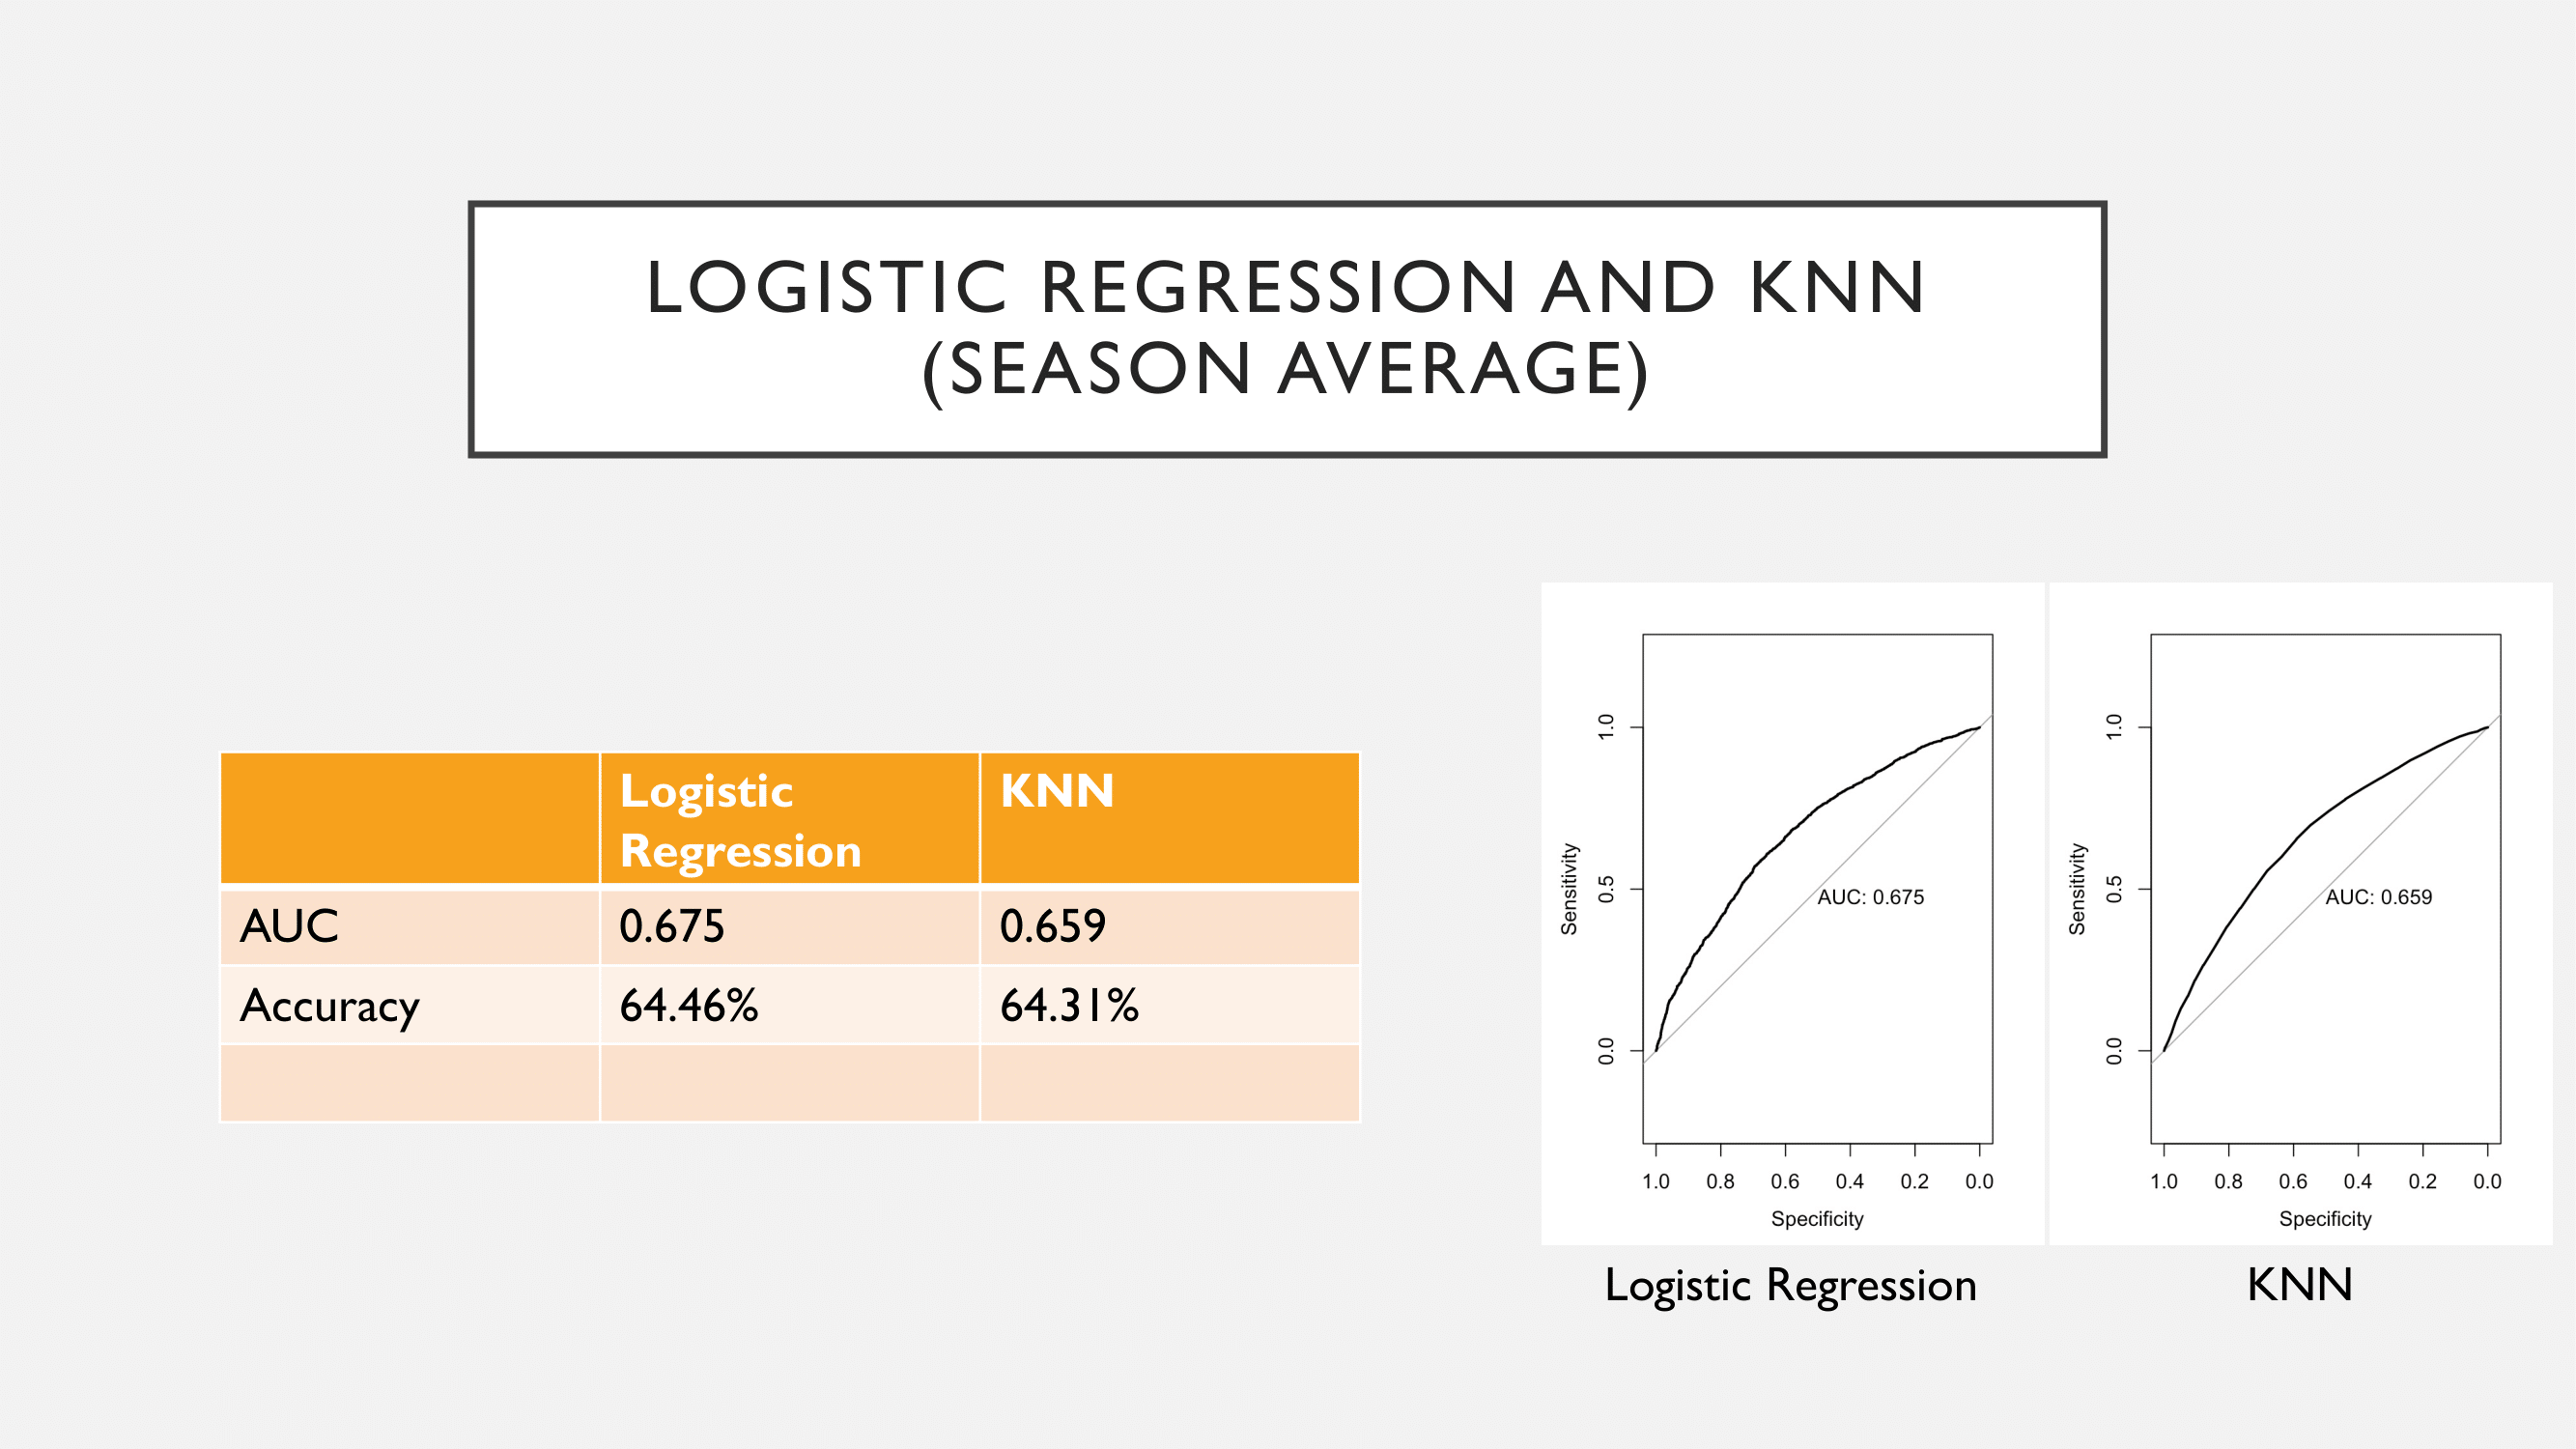 LOGISTIC REGRESSION AND KNN
(SEASON AVERAGE)
Logistic
Regression
KNN
AUC
0.675
0.659
Accuracy
64.46%
64.31%
Sensitivity
1.0
0.5
0.0
AUC: 0.675
1.0 0.8 0.6 0.4 0.2 0.0
Specificity
Logistic Regression
Sensitivity
1.0
0.5
0.0
AUC: 0.659
1.0 0.8 0.6 0.4 0.2 0.0
Specificity
KNN